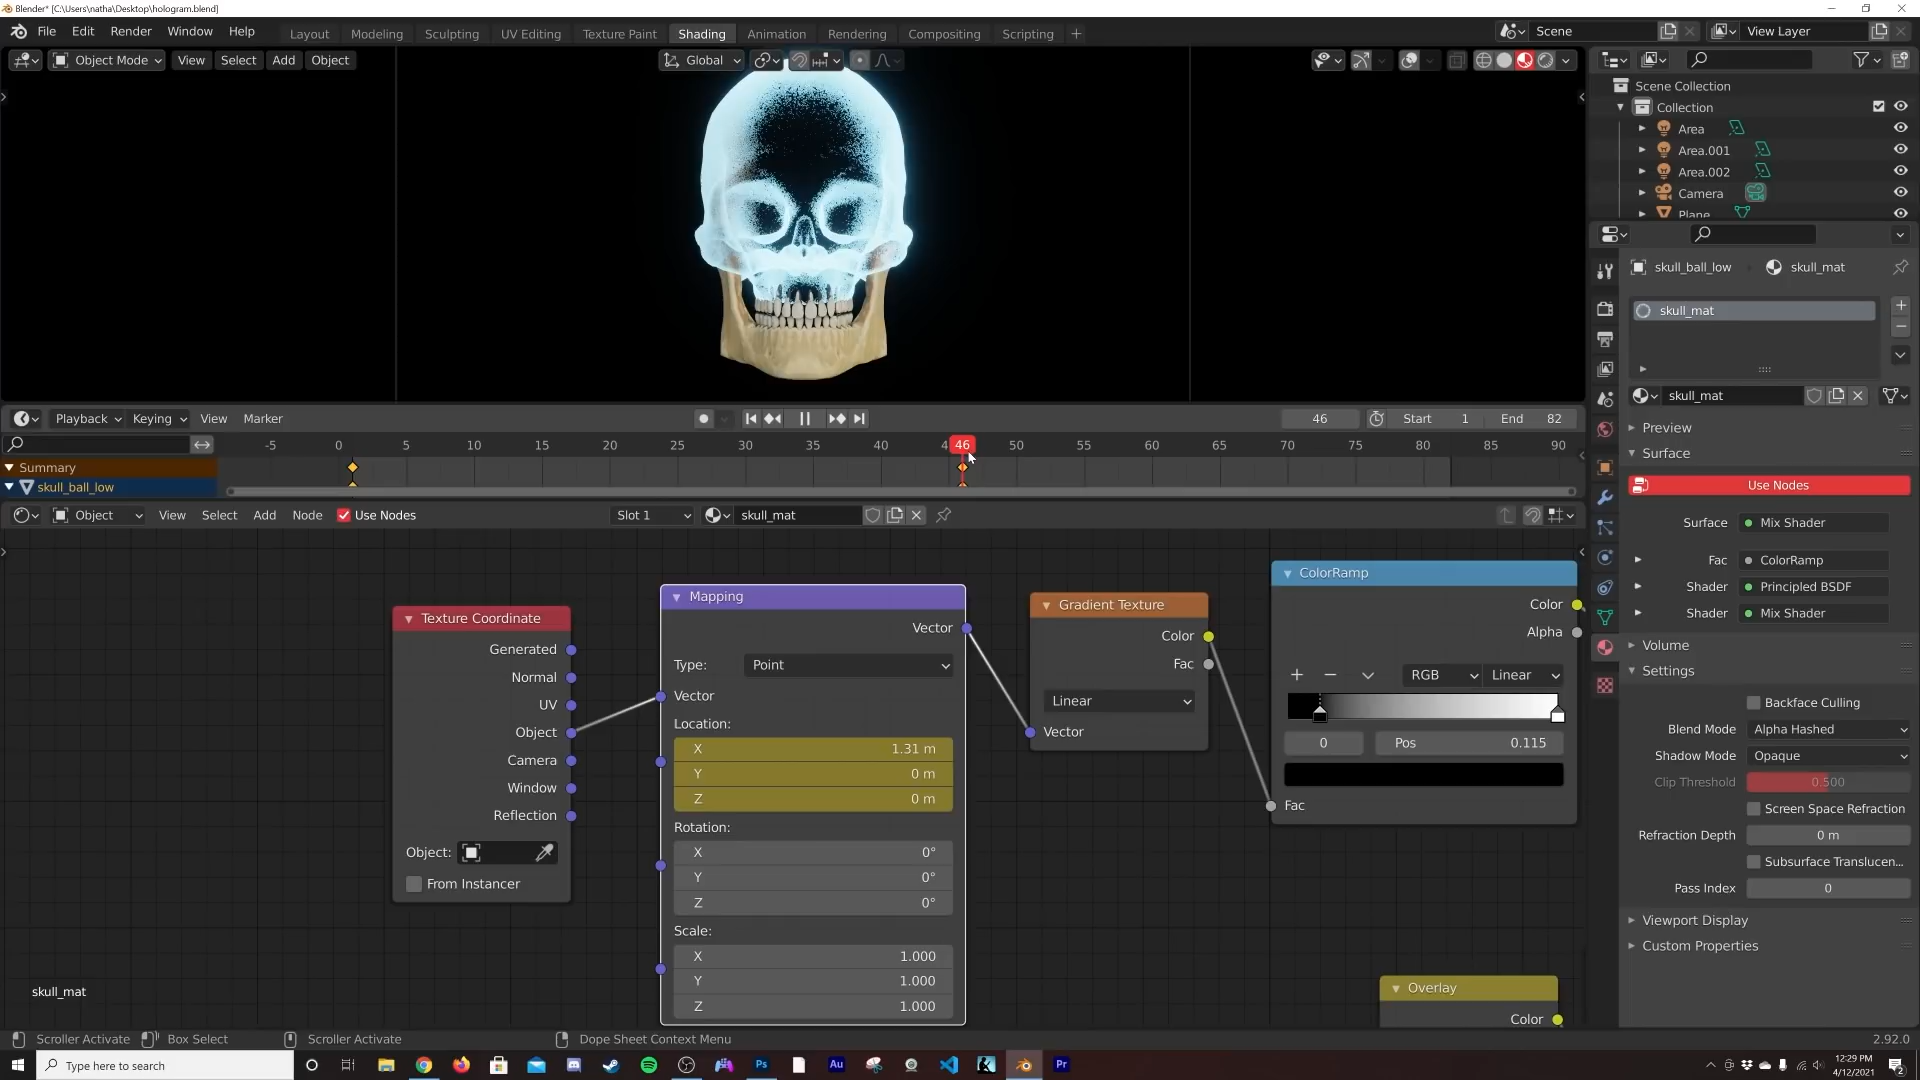 Blender* [C:\Users\natha\Desktop\hologram.blend]
File Edit Render Window Help Layout Modeling Sculpting UV Editing Texture Paint Shading Animation Rendering Compositing Scripting + Scene View Layer
Object Mode View Select Add Object Global
Scene Collection
Collection
Area
Area.001
Area.002
Camera
Plane
skull_ball_low skull_mat
skull_mat
skull_mat
Playback Keying View Marker 46 Start 1 End 82
-5 0 5 10 15 20 25 30 35 40 4 46 50 55 60 65 70 75 80 85 90
Summary
skull_ball_low
Object View Select Add Node Use Nodes Slot 1 skull_mat
Texture Coordinate
Generated
Normal
UV
Object
Camera
Window
Reflection
Object:
From Instancer
Mapping
Vector
Type: Point
Vector
Location:
X 1.31 m
Y 0 m
Z 0 m
Rotation:
X 0°
Y 0°
Z 0°
Scale:
X 1.000
Y 1.000
Z 1.000
Gradient Texture
Color
Fac
Linear
Vector
ColorRamp
Color
Alpha
RGB Linear
0 Pos 0.115
Fac
Overlay
Color
skull_mat
Preview
Surface
Use Nodes
Surface Mix Shader
Fac ColorRamp
Shader Principled BSDF
Shader Mix Shader
Volume
Settings
Backface Culling
Blend Mode Alpha Hashed
Shadow Mode Opaque
Clip Threshold 0.500
Screen Space Refraction
Refraction Depth 0 m
Subsurface Translucen...
Pass Index 0
Viewport Display
Custom Properties
Scroller Activate Box Select Scroller Activate Dope Sheet Context Menu 2.92.0
Type here to search Ps Au Pr 12:29 PM
4/12/2021
2